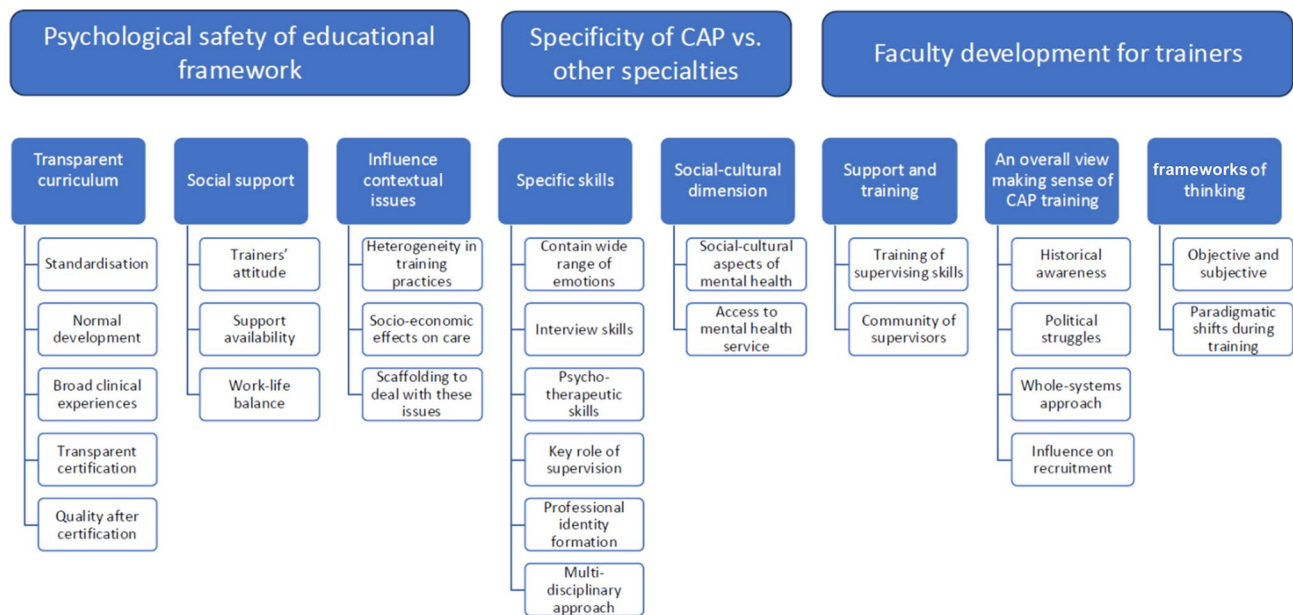 Psychological safety of educational
framework
Specificity of CAP vs.
other specialties
Faculty development for trainers
Transparent
curriculum
Standardisation
Normal
development
Broad clinical
experiences
Transparent
certification
Quality after
certification
Social support
Trainers’
attitude
Support
availability
Work-life
balance
Influence
contextual
issues
Heterogeneity in
training
practices
Socio-economic
effects on care
Scaffolding to
deal with these
issues
Specific skills
Contain wide
range of
emotions
Interview skills
Psycho-
therapeutic
skills
Key role of
supervision
Professional
identity
formation
Multi-
disciplinary
approach
Social-cultural
dimension
Social-cultural
aspects of
mental health
Access to
mental health
service
Support and
training
Training of
supervising skills
Community of
supervisors
An overall view
making sense of
CAP training
Historical
awareness
Political
struggles
Whole-systems
approach
Influence on
recruitment
frameworks of
thinking
Objective and
subjective
Paradigmatic
shifts during
training